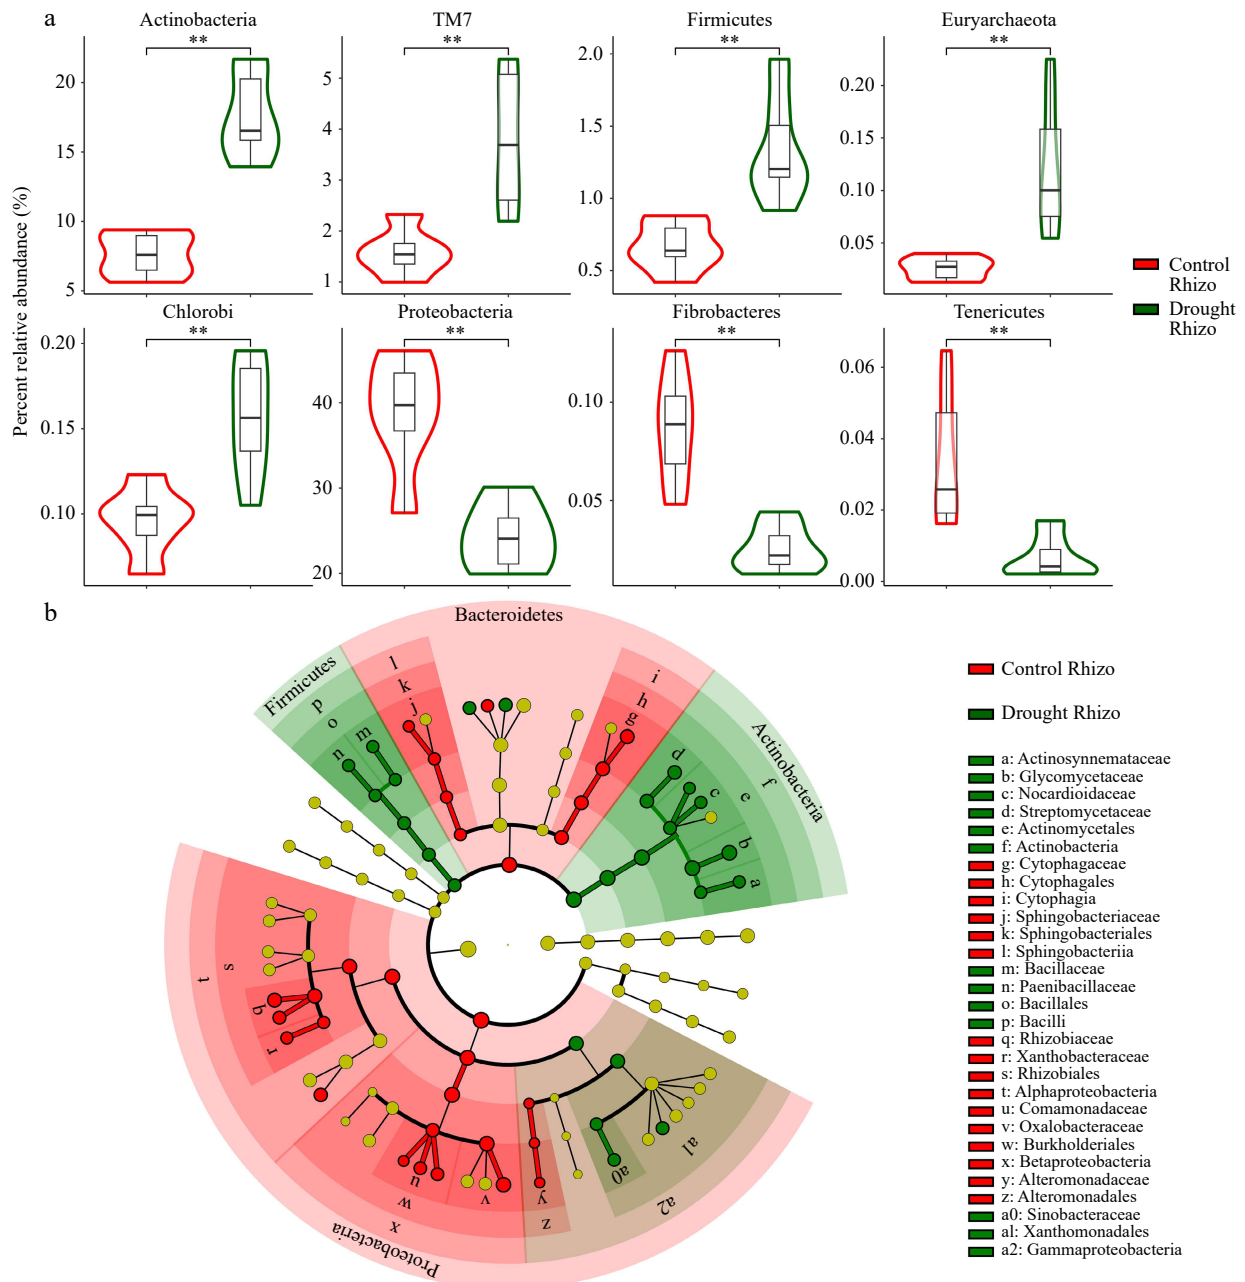 a
Actinobacteria
TM7
Firmicutes
Euryarchaeota
**
**
**
**
20
15
10
5
5
4
3
2
1
2.0
1.5
1.0
0.5
0.20
0.15
0.10
0.05
Percent relative abundance (%)
Control
Rhizo
Drought
Rhizo
Chlorobi
Proteobacteria
Fibrobacteres
Tenericutes
**
**
**
**
0.20
0.15
0.10
40
30
20
0.10
0.05
0.06
0.04
0.02
0.00
b
Bacteroidetes
Firmicutes
Actinobacteria
Proteobacteria
l
k
j
i
h
g
p
o
n
m
d
c
e
f
b
a
t
s
q
r
x
w
u
v
y
z
a0
a1
a2
Control Rhizo
Drought Rhizo
a: Actinosynnemataceae
b: Glycomycetaceae
c: Nocardioidaceae
d: Streptomycetaceae
e: Actinomycetales
f: Actinobacteria
g: Cytophagaceae
h: Cytophagales
i: Cytophagia
j: Sphingobacteriaceae
k: Sphingobacteriales
l: Sphingobacteriia
m: Bacillaceae
n: Paenibacillaceae
o: Bacillales
p: Bacilli
q: Rhizobiaceae
r: Xanthobacteraceae
s: Rhizobiales
t: Alphaproteobacteria
u: Comamonadaceae
v: Oxalobacteraceae
w: Burkholderiales
x: Betaproteobacteria
y: Alteromonadaceae
z: Alteromonadales
a0: Sinobacteraceae
al: Xanthomonadales
a2: Gammaproteobacteria